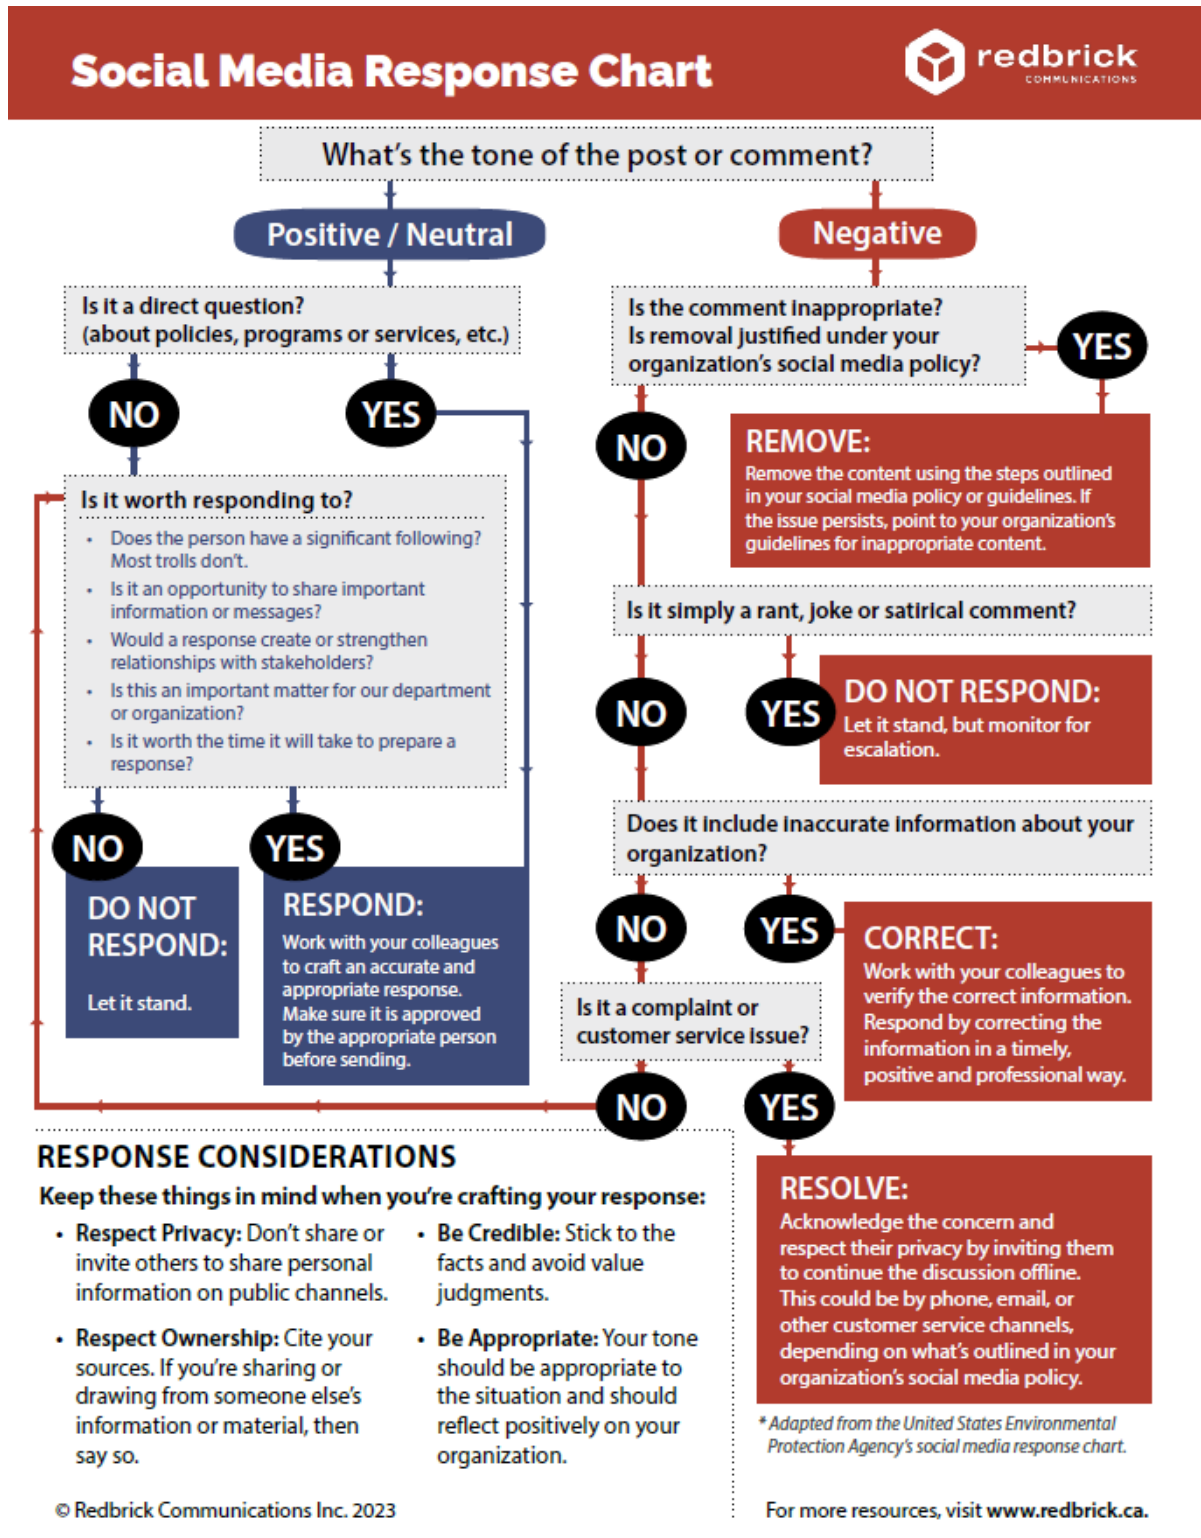 Social Media Response Chart
redbrick
COMMUNICATIONS
What's the tone of the post or comment?
Positive / Neutral
Negative
Is it a direct question?
(about policies, programs or services, etc.)
NO
YES
Is it worth responding to?
• Does the person have a significant following?
Most trolls don't.
• Is it an opportunity to share important
information or messages?
• Would a response create or strengthen
relationships with stakeholders?
• Is this an important matter for our department
or organization?
• Is it worth the time it will take to prepare a
response?
NO
YES
DO NOT
RESPOND:
Let it stand.
RESPOND:
Work with your colleagues
to craft an accurate and
appropriate response.
Make sure it is approved
by the appropriate person
before sending.
Is the comment inappropriate?
Is removal justified under your
organization's social media policy?
YES
NO
REMOVE:
Remove the content using the steps outlined
in your social media policy or guidelines. If
the issue persists, point to your organization's
guidelines for inappropriate content.
Is it simply a rant, joke or satirical comment?
NO
YES
DO NOT RESPOND:
Let it stand, but monitor for
escalation.
Does it include inaccurate information about your
organization?
NO
YES
CORRECT:
Work with your colleagues to
verify the correct information.
Respond by correcting the
information in a timely,
positive and professional way.
Is it a complaint or
customer service issue?
NO
YES
RESOLVE:
Acknowledge the concern and
respect their privacy by inviting them
to continue the discussion offline.
This could be by phone, email, or
other customer service channels,
depending on what's outlined in your
organization's social media policy.
* Adapted from the United States Environmental
Protection Agency's social media response chart.
RESPONSE CONSIDERATIONS
Keep these things in mind when you're crafting your response:
• Respect Privacy: Don't share or
invite others to share personal
information on public channels.
• Respect Ownership: Cite your
sources. If you're sharing or
drawing from someone else's
information or material, then
say so.
• Be Credible: Stick to the
facts and avoid value
judgments.
• Be Appropriate: Your tone
should be appropriate to
the situation and should
reflect positively on your
organization.
© Redbrick Communications Inc. 2023
For more resources, visit www.redbrick.ca.